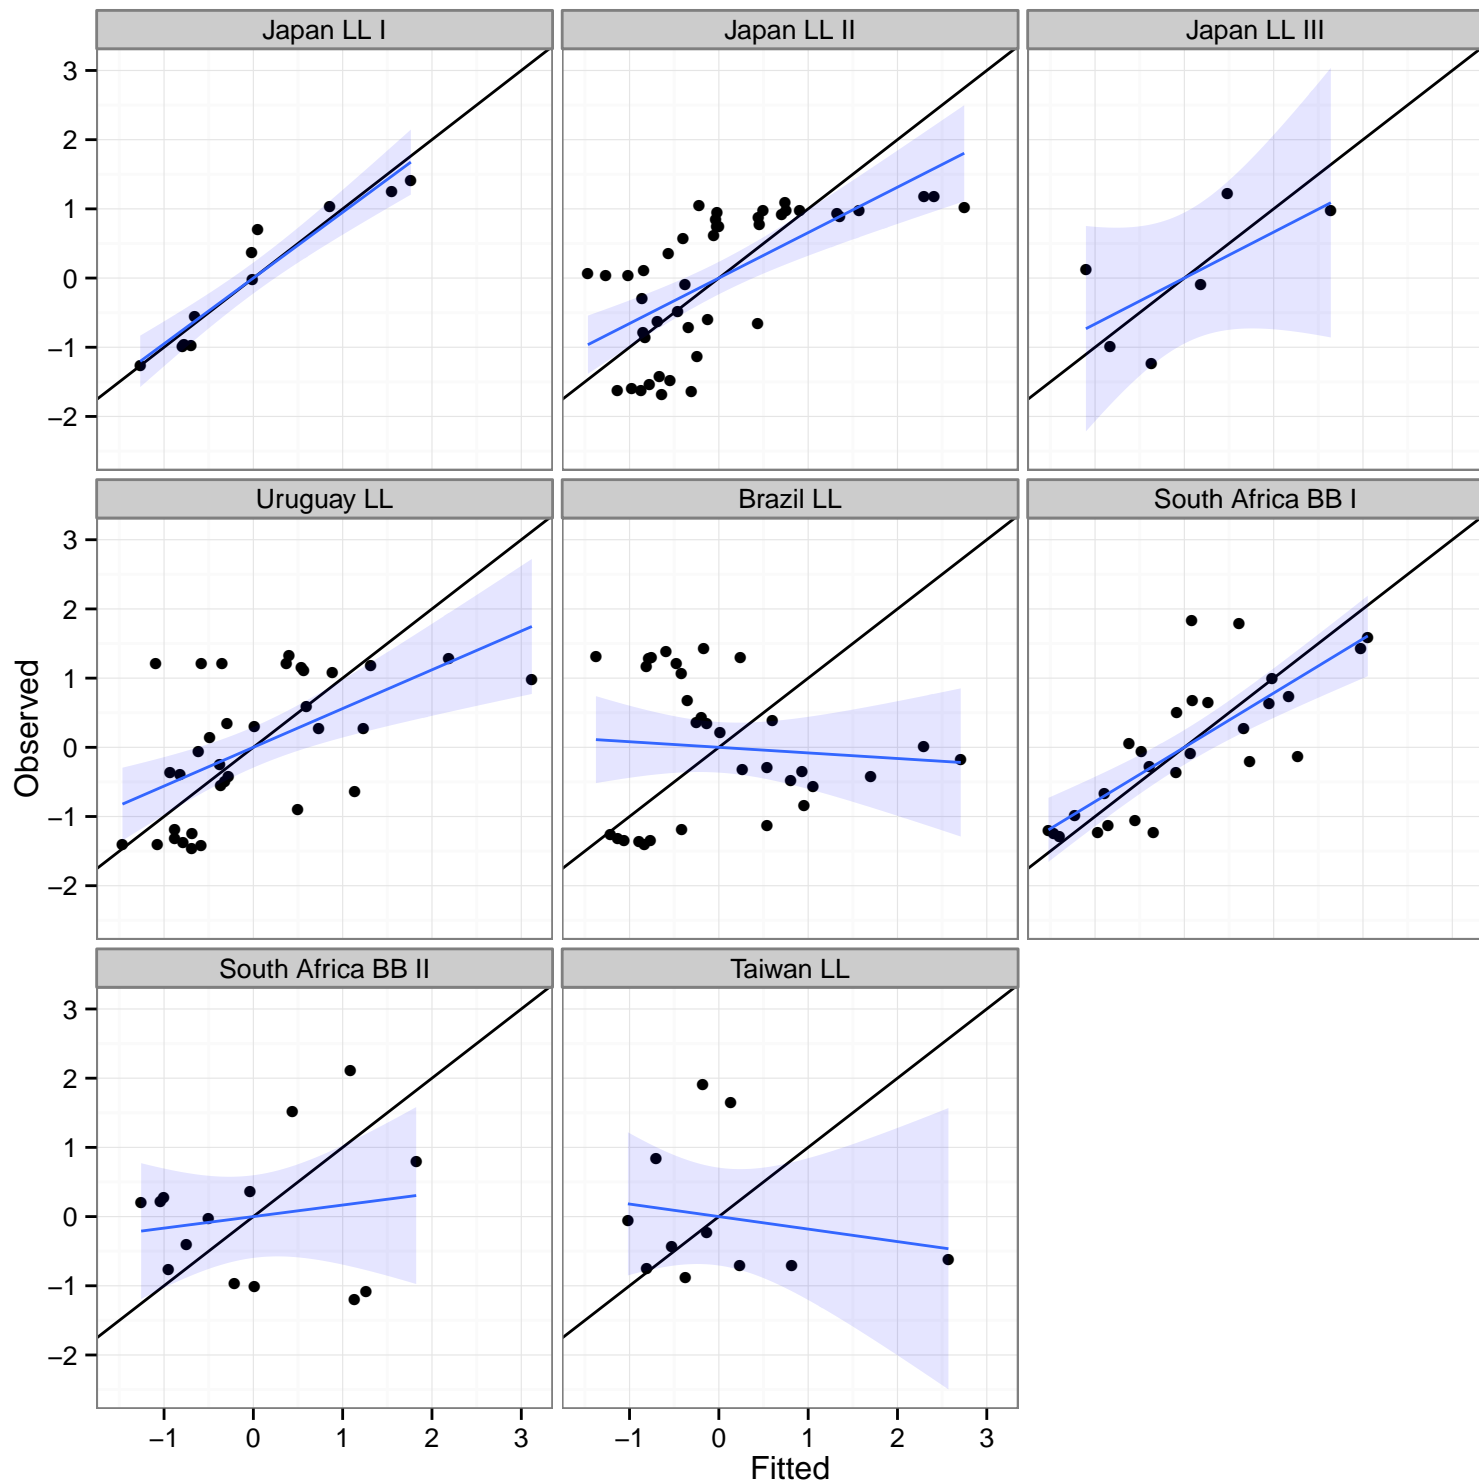 Japan LL I
Japan LL II
Japan LL III
3
2
1
0
−1
−2
Uruguay LL
Brazil LL
South Africa BB I
3
2
1
0
−1
−2
Observed
South Africa BB II
Taiwan LL
3
2
1
0
−1
−2
−1 0 1 2 3
−1 0 1 2 3
Fitted